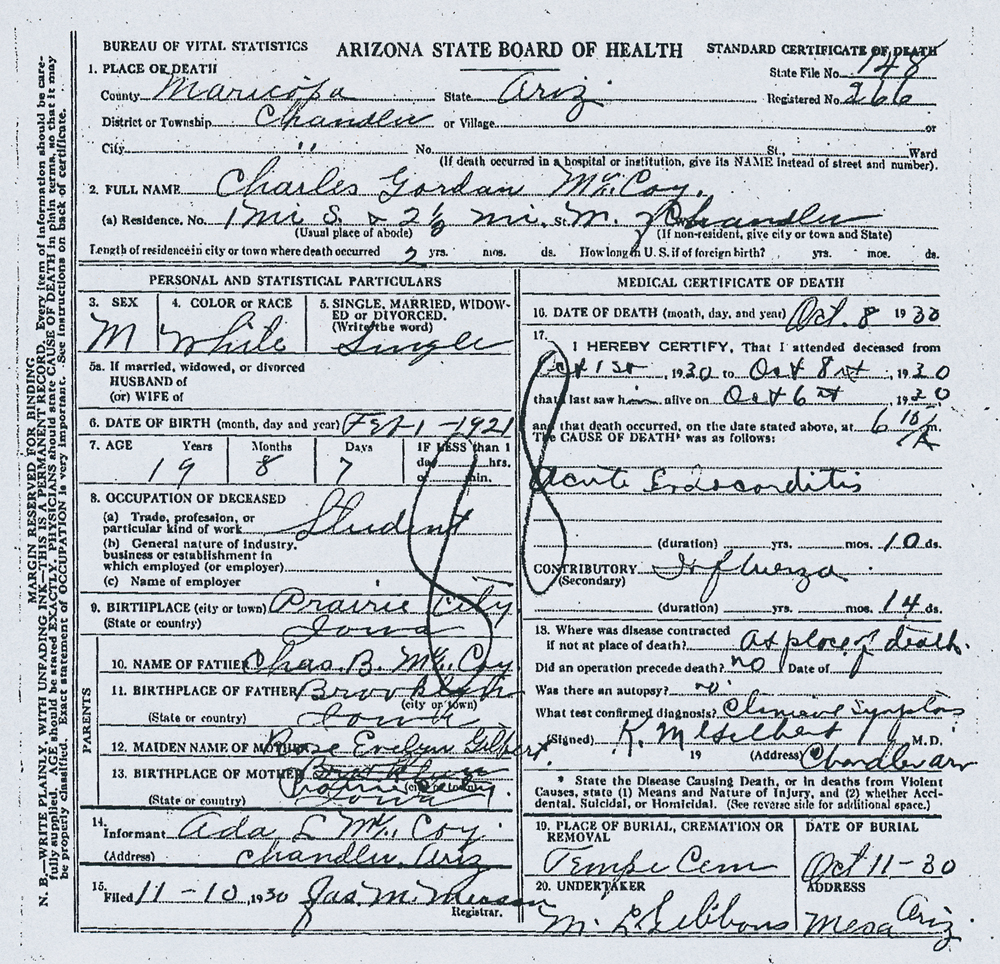 BUREAU OF VITAL STATISTICS ARIZONA STATE BOARD OF HEALTH STANDARD CERTIFICATE OF DEATH
1. PLACE OF DEATH State File No. 148
County Maricopa State Ariz Registered No. 266
District or Township Chandler or Village or
City " No. St., Ward
(If death occurred in a hospital or institution, give its NAME instead of street and number).
2. FULL NAME Charles Gordan Mc. Coy.
(a) Residence. No. 1 mi S. & 2 1/2 mi. St. W. of Chandler
(Usual place of abode) (If non-resident, give city or town and State)
Length of residence in city or town where death occurred 2 yrs. mos. ds. How long in U. S. if of foreign birth? yrs. mos. ds.
PERSONAL AND STATISTICAL PARTICULARS
3. SEX 4. COLOR or RACE 5. SINGLE, MARRIED, WIDOW-
ED or DIVORCED.
(Write the word)
M White Single
5a. If married, widowed, or divorced
HUSBAND of
(or) WIFE of
6. DATE OF BIRTH (month, day and year) Feb 1 - 1921
7. AGE Years Months Days IF LESS than 1
day hrs.
or min.
19 8 7
8. OCCUPATION OF DECEASED
(a) Trade, profession, or
particular kind of work Student
(b) General nature of industry.
business or establishment in
which employed (or employer)
(c) Name of employer
9. BIRTHPLACE (city or town) Prairie City
(State or country) Iowa
PARENTS
10. NAME OF FATHER Chas. B. Mc. Coy.
11. BIRTHPLACE OF FATHER Brooklyn
(city or town)
(State or country) Iowa
12. MAIDEN NAME OF MOTHER Rose Evelyn Gilpert.
13. BIRTHPLACE OF MOTHER Brooklyn
Prairie City.
(city or town)
(State or country) Iowa
14. Informant Ada L Mc. Coy
(Address) Chandler Ariz
15. Filed 11 - 10, 1930 Jas. M. Meason
Registrar.
MEDICAL CERTIFICATE OF DEATH
16. DATE OF DEATH (month, day, and year) Oct. 8 1930
17. I HEREBY CERTIFY, That I attended deceased from
Oct 1st, 1930 to Oct 8th, 1930
that I last saw him alive on Oct 6th, 1930
and that death occurred, on the date stated above, at 6 10/A m.
The CAUSE OF DEATH* was as follows:
Acute Endocarditis
(duration) yrs. mos. 10 ds.
CONTRIBUTORY Influenza
(Secondary)
(duration) yrs. mos. 14 ds.
18. Where was disease contracted
if not at place of death? At place of death.
Did an operation precede death? no Date of
Was there an autopsy? no
What test confirmed diagnosis? Clinical Symptoms
(Signed) K. M Gilbert, M. D.
19 (Address) Chandler ari
* State the Disease Causing Death, or in deaths from Violent
Causes, state (1) Means and Nature of Injury, and (2) whether Acci-
dental, Suicidal, or Homicidal. (See reverse side for additional space.)
19. PLACE OF BURIAL, CREMATION OR
REMOVAL DATE OF BURIAL
Tempe Cem Oct 11-30
20. UNDERTAKER ADDRESS
M. L Gibbons Mesa Ariz.
MARGIN RESERVED FOR BINDING
N. B.—WRITE PLAINLY, WITH UNFADING INK—THIS IS A PERMANENT RECORD. Every item of information should be care-
fully supplied. AGE should be stated EXACTLY. PHYSICIANS should state CAUSE OF DEATH in plain terms, so that it may
be properly classified. Exact statement of OCCUPATION is very important. See instructions on back of certificate.